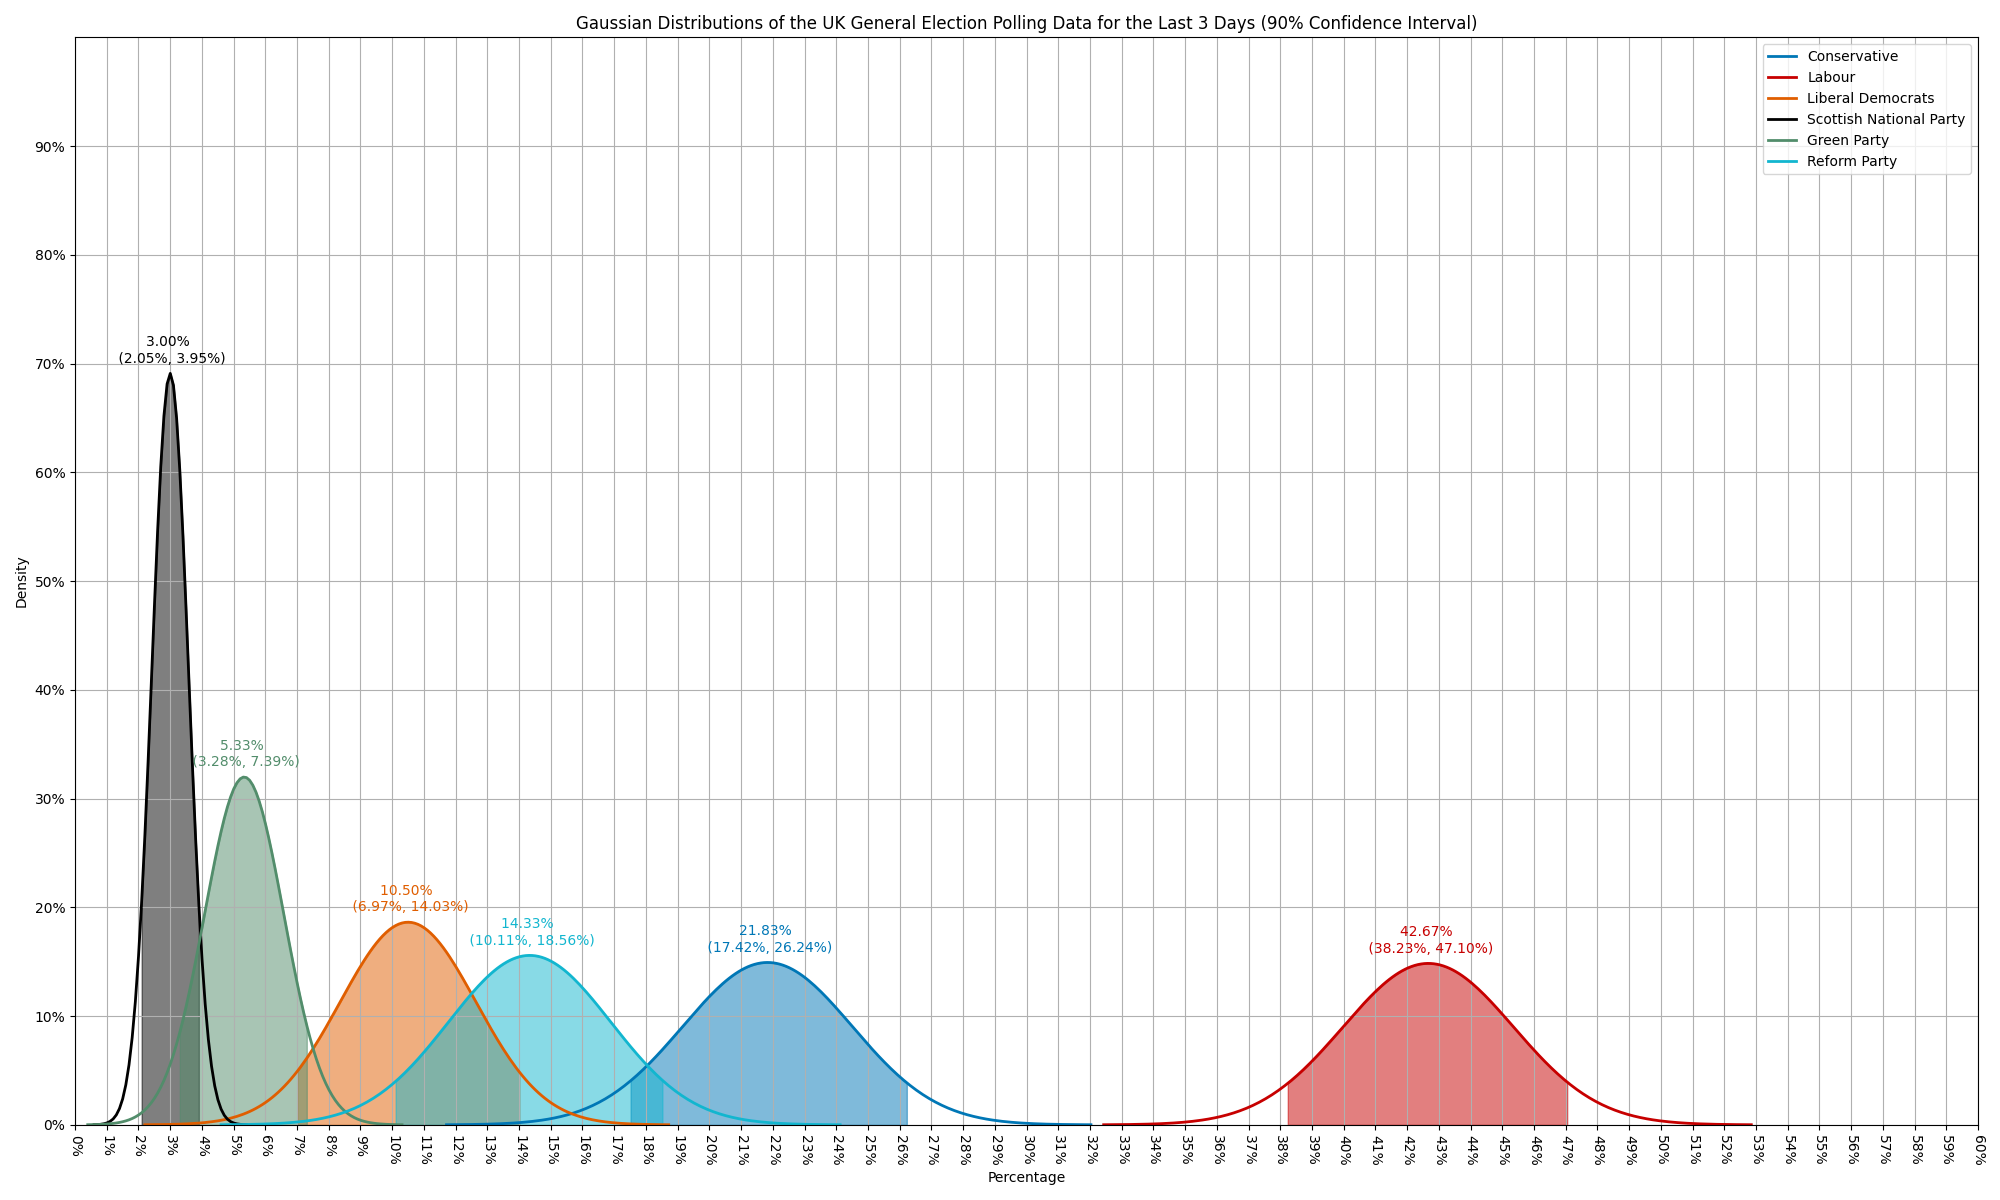 Gaussian Distributions of the UK General Election Polling Data for the Last 3 Days (90% Confidence Interval)
Conservative
Labour
Liberal Democrats
Scottish National Party
Green Party
Reform Party
90%
80%
70%
60%
50%
40%
30%
20%
10%
0%
Density
3.00%
(2.05%, 3.95%)
5.33%
(3.28%, 7.39%)
10.50%
(6.97%, 14.03%)
14.33%
(10.11%, 18.56%)
21.83%
(17.42%, 26.24%)
42.67%
(38.23%, 47.10%)
0% 1% 2% 3% 4% 5% 6% 7% 8% 9% 10% 11% 12% 13% 14% 15% 16% 17% 18% 19% 20% 21% 22% 23% 24% 25% 26% 27% 28% 29% 30% 31% 32% 33% 34% 35% 36% 37% 38% 39% 40% 41% 42% 43% 44% 45% 46% 47% 48% 49% 50% 51% 52% 53% 54% 55% 56% 57% 58% 59% 60%
Percentage